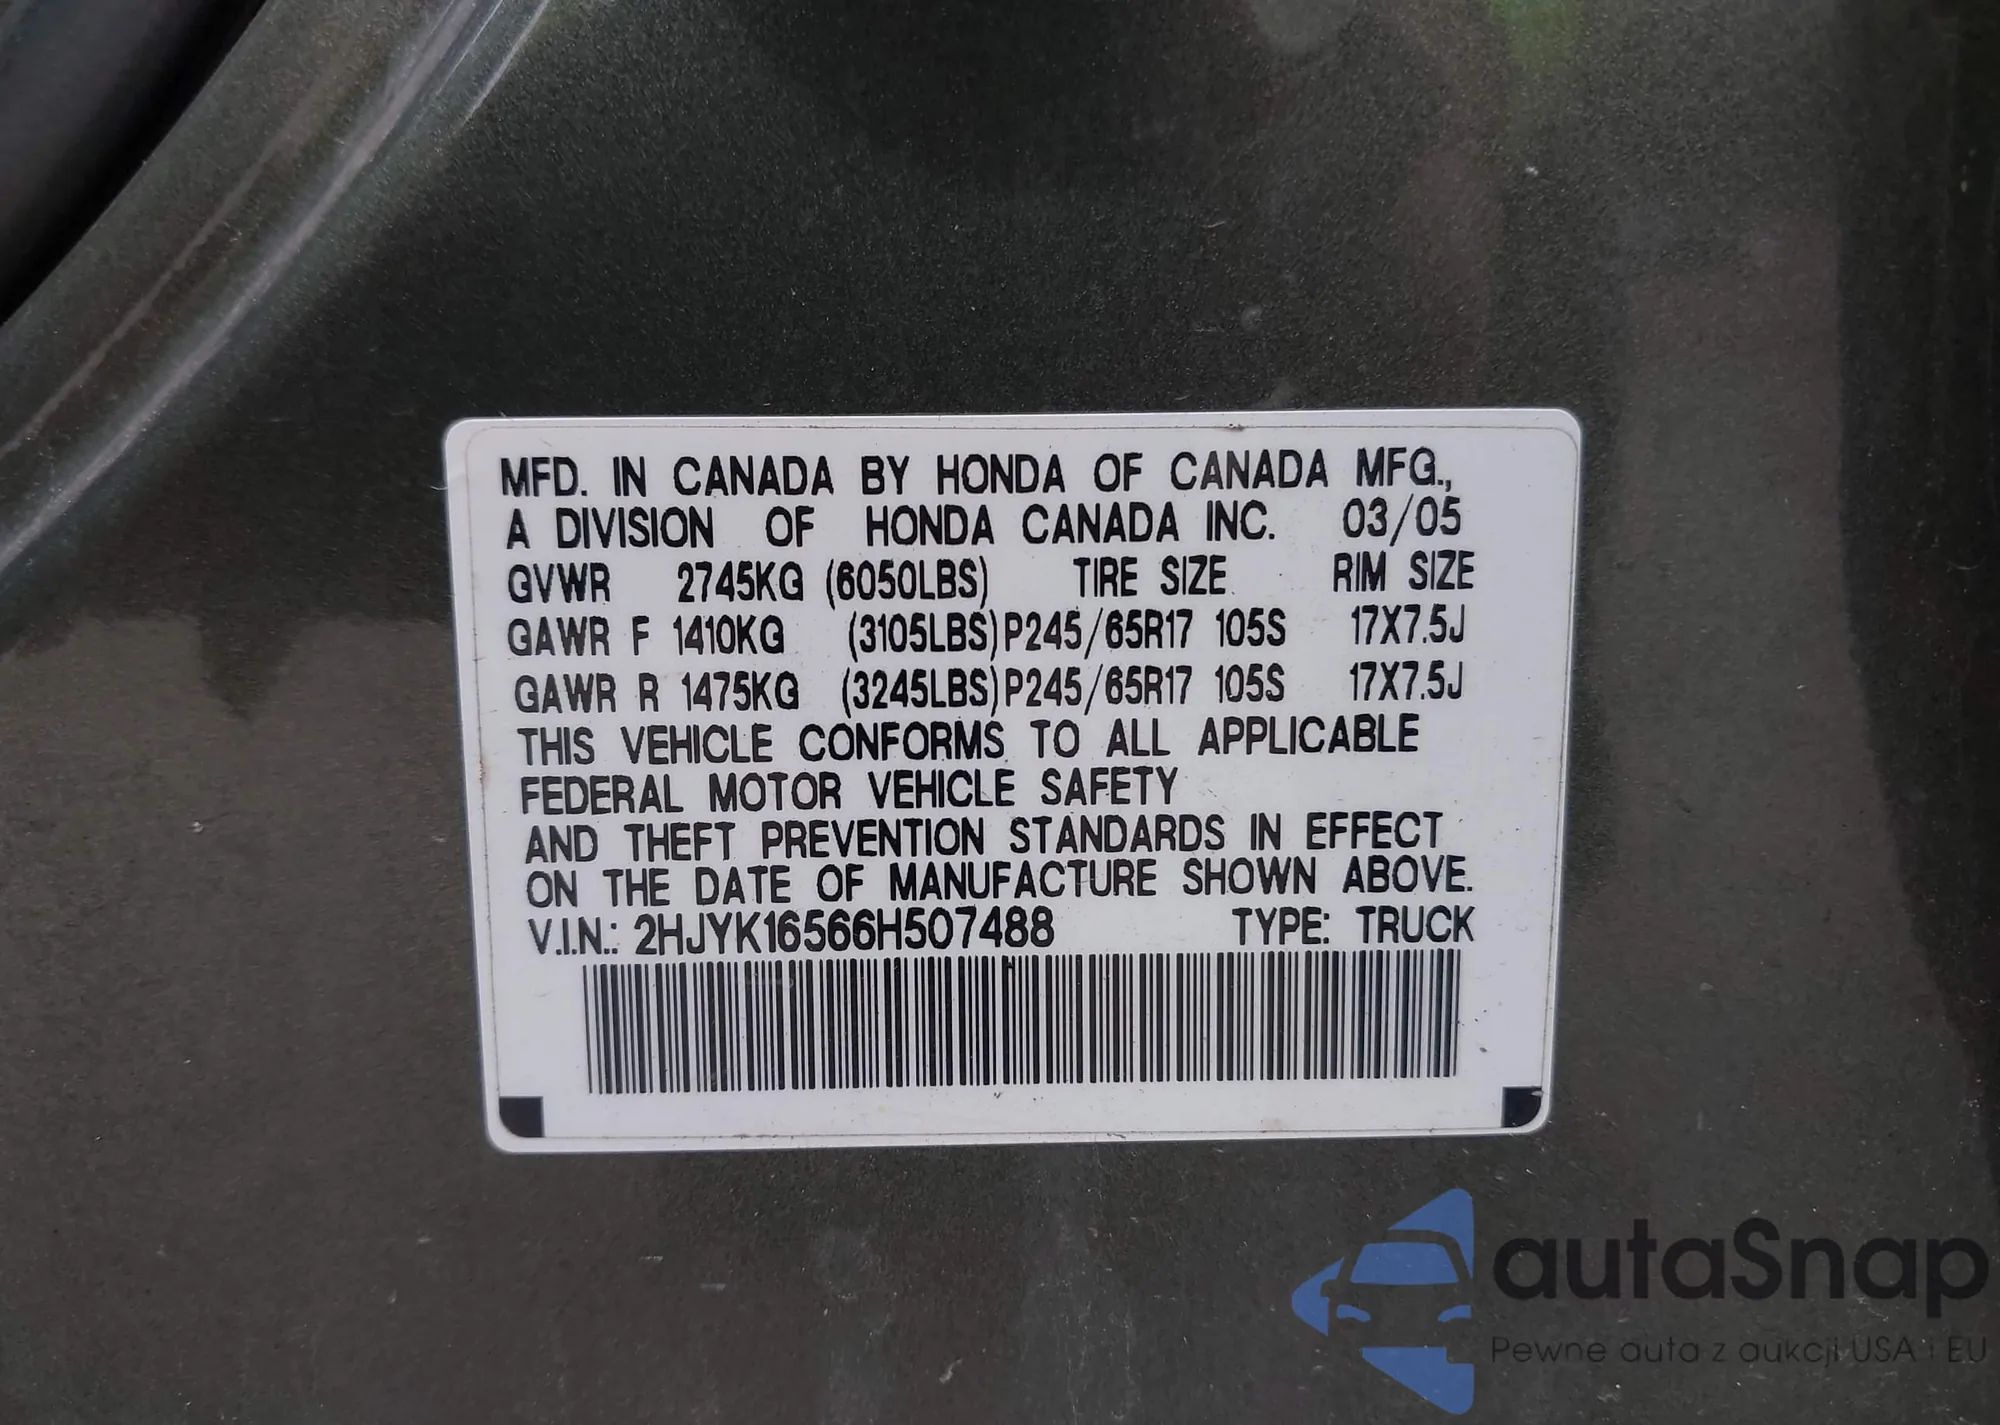 MFD. IN CANADA BY HONDA OF CANADA MFG.,
A DIVISION OF HONDA CANADA INC. 03/05
GVWR 2745KG (6050LBS) TIRE SIZE RIM SIZE
GAWR F 1410KG (3105LBS) P245/65R17 105S 17X7.5J
GAWR R 1475KG (3245LBS) P245/65R17 105S 17X7.5J
THIS VEHICLE CONFORMS TO ALL APPLICABLE
FEDERAL MOTOR VEHICLE SAFETY
AND THEFT PREVENTION STANDARDS IN EFFECT
ON THE DATE OF MANUFACTURE SHOWN ABOVE.
V.I.N.: 2HJYK16566H507488 TYPE: TRUCK
autaSnap
Pewne auta z aukcji USA i EU